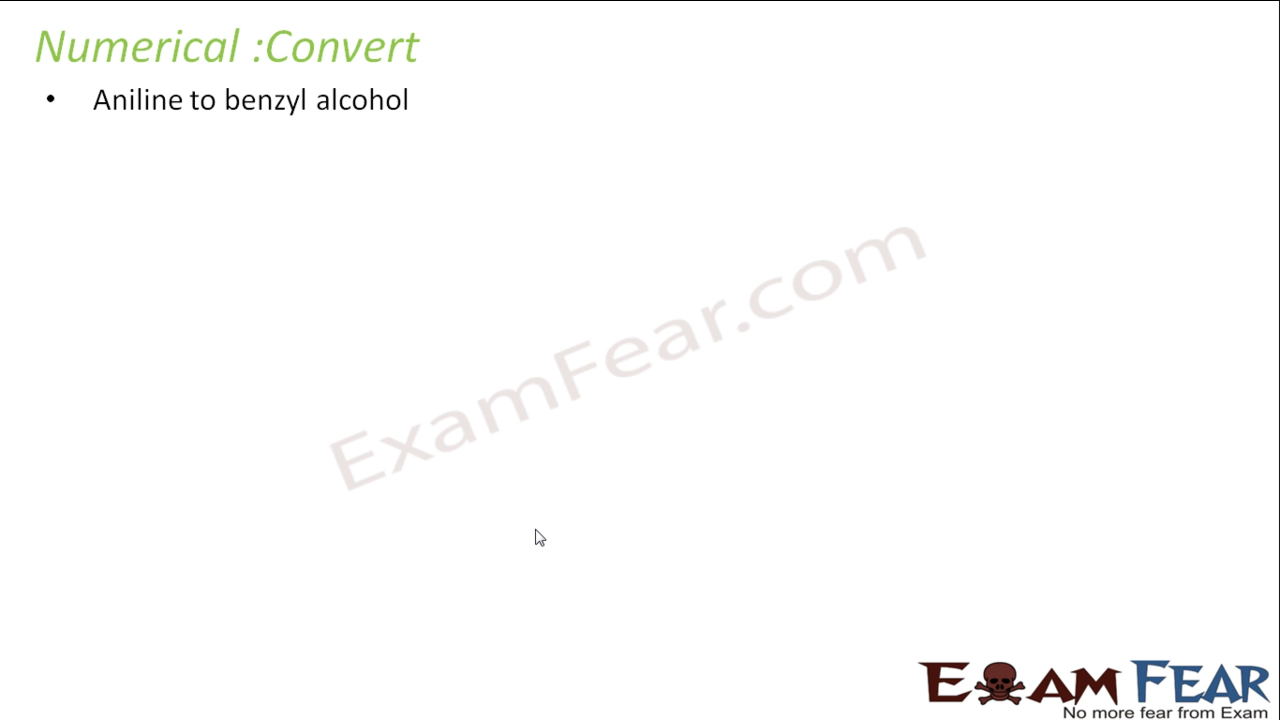 Numerical :Convert
• Aniline to benzyl alcohol
ExamFear.com
EXAM FEAR
No more fear from Exam